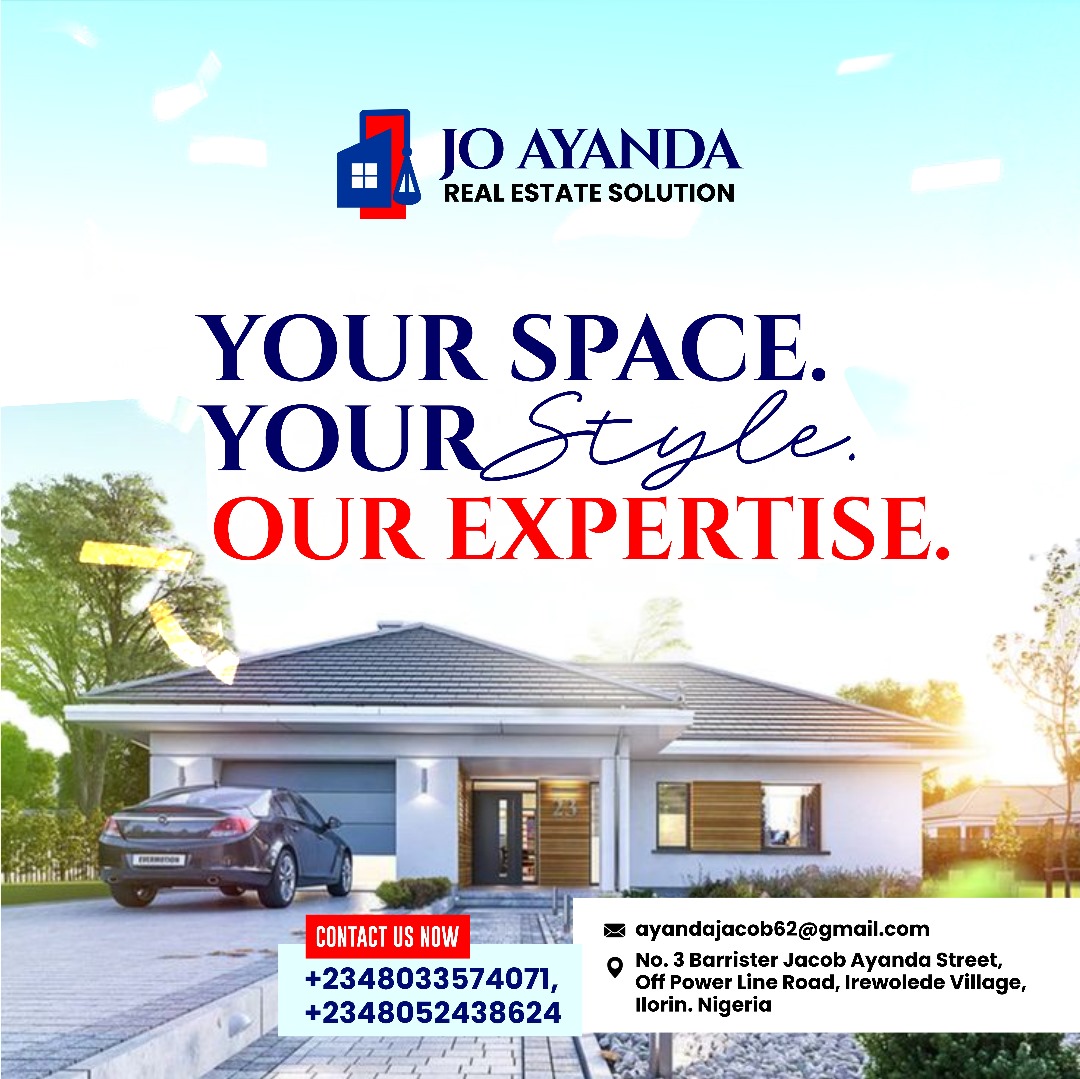 JO AYANDA
REAL ESTATE SOLUTION
YOUR SPACE.
YOUR Style.
OUR EXPERTISE.
23
EVERMOTION
CONTACT US NOW
+2348033574071,
+2348052438624
ayandajacob62@gmail.com
No. 3 Barrister Jacob Ayanda Street,
Off Power Line Road, Irewolede Village,
Ilorin. Nigeria